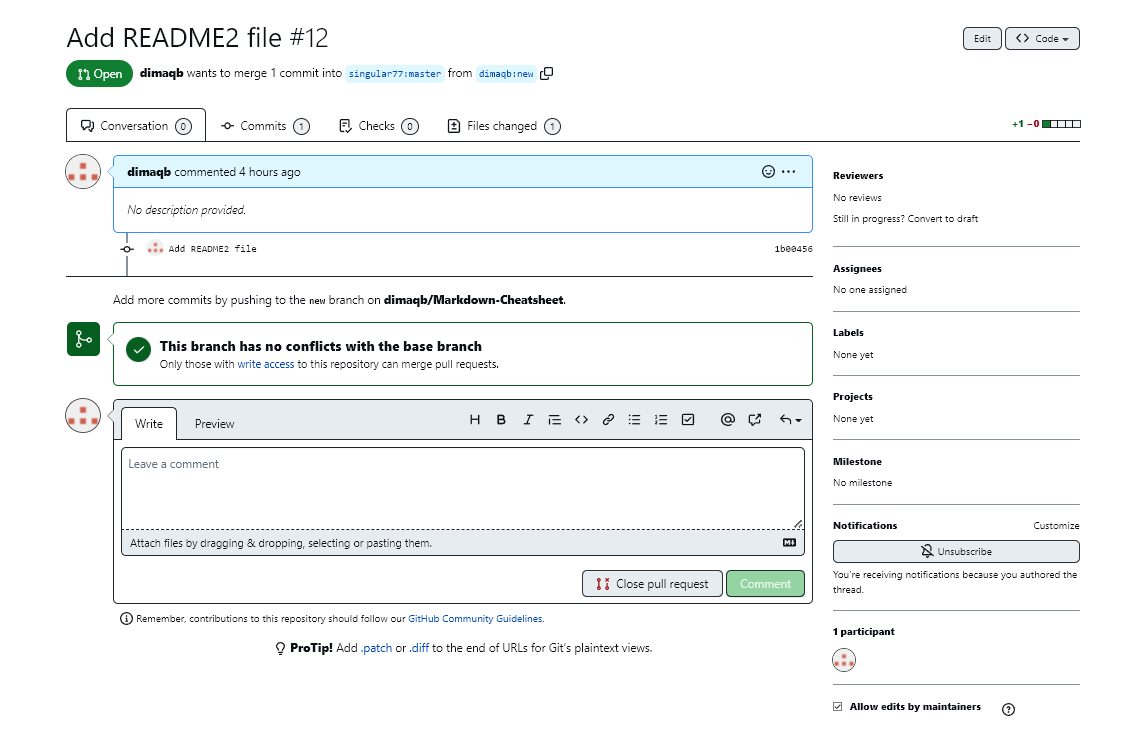 Add README2 file #12
Edit
Code
Open
dimaqb wants to merge 1 commit into singular77:master from dimaqb:new
Conversation 0
Commits 1
Checks 0
Files changed 1
+1 −0
dimaqb commented 4 hours ago
No description provided.
Add README2 file
1b00456
Add more commits by pushing to the new branch on dimaqb/Markdown-Cheatsheet.
This branch has no conflicts with the base branch
Only those with write access to this repository can merge pull requests.
Write
Preview
Leave a comment
Attach files by dragging & dropping, selecting or pasting them.
Close pull request
Comment
Remember, contributions to this repository should follow our GitHub Community Guidelines.
ProTip! Add .patch or .diff to the end of URLs for Git's plaintext views.
Reviewers
No reviews
Still in progress? Convert to draft
Assignees
No one assigned
Labels
None yet
Projects
None yet
Milestone
No milestone
Notifications
Customize
Unsubscribe
You're receiving notifications because you authored the
thread.
1 participant
Allow edits by maintainers